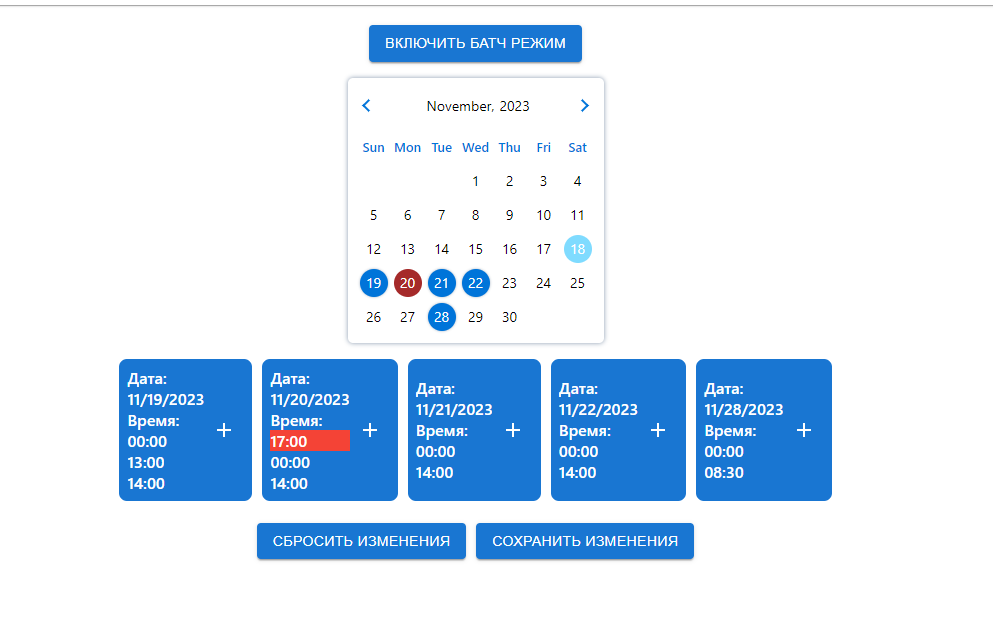 ВКЛЮЧИТЬ БАТЧ РЕЖИМ
November, 2023
Sun Mon Tue Wed Thu Fri Sat
1 2 3 4
5 6 7 8 9 10 11
12 13 14 15 16 17 18
19 20 21 22 23 24 25
26 27 28 29 30
Дата:
11/19/2023
Время:
00:00
13:00
14:00
+
Дата:
11/20/2023
Время:
17:00
00:00
14:00
+
Дата:
11/21/2023
Время:
00:00
14:00
+
Дата:
11/22/2023
Время:
00:00
14:00
+
Дата:
11/28/2023
Время:
00:00
08:30
+
СБРОСИТЬ ИЗМЕНЕНИЯ
СОХРАНИТЬ ИЗМЕНЕНИЯ